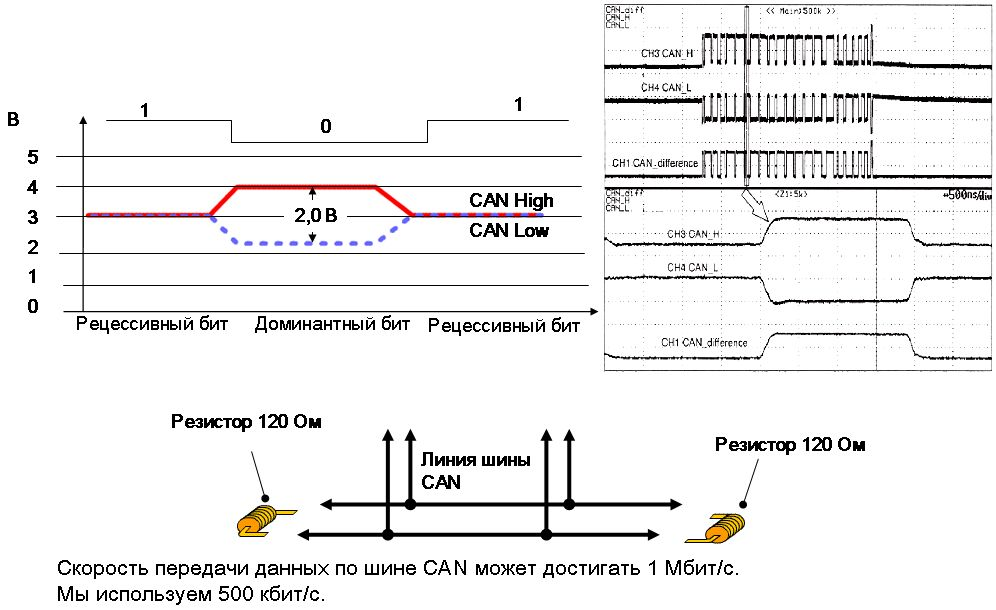 В
5
4
3
2
1
0
1
0
1
CAN High
2,0 В
CAN Low
Рецессивный бит
Доминантный бит
Рецессивный бит
CAN_diff
CAN_H
CAN_L
<< Main:500k >>
CH3 CAN_H
CH4 CAN_L
CH1 CAN_difference
CAN_diff
CAN_H
CAN_L
500ns/div
CH3 CAN_H
CH4 CAN_L
CH1 CAN_difference
Резистор 120 Ом
Линия шины
CAN
Резистор 120 Ом
Скорость передачи данных по шине CAN может достигать 1 Мбит/с.
Мы используем 500 кбит/с.